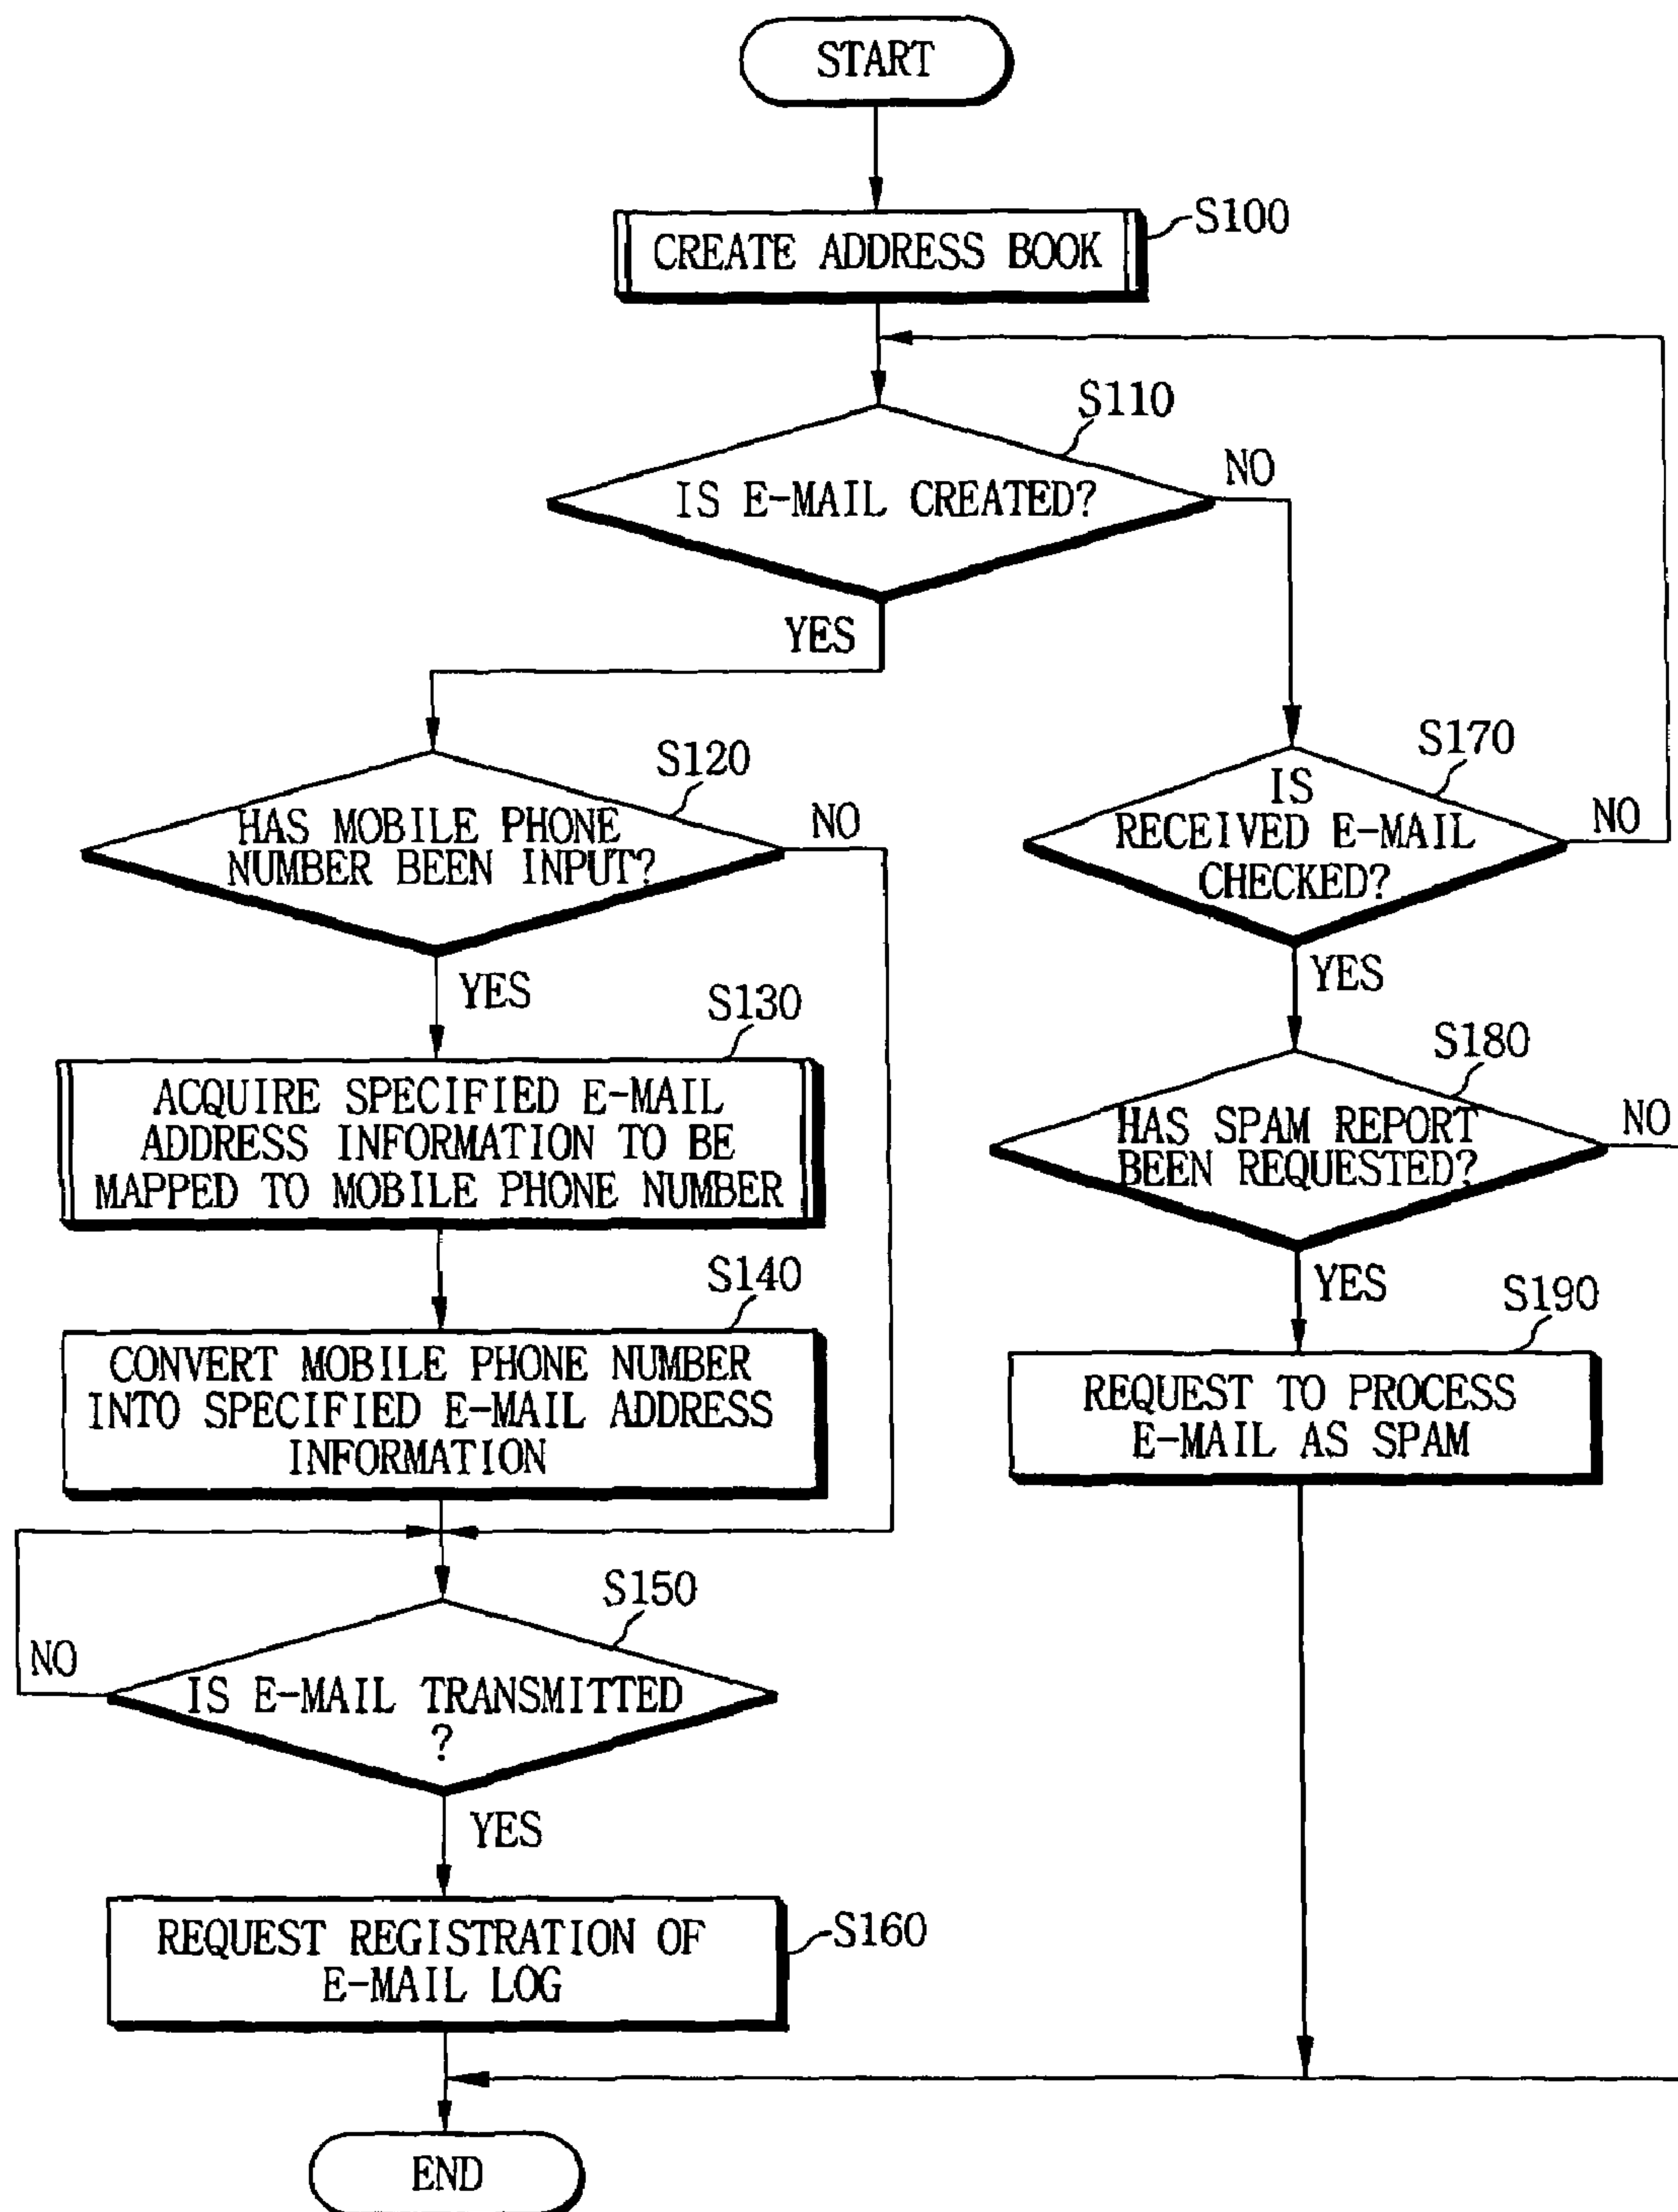 START
CREATE ADDRESS BOOK
S100
S110
IS E-MAIL CREATED?
NO
YES
S120
HAS MOBILE PHONE
NUMBER BEEN INPUT?
NO
YES
S130
ACQUIRE SPECIFIED E-MAIL
ADDRESS INFORMATION TO BE
MAPPED TO MOBILE PHONE NUMBER
S140
CONVERT MOBILE PHONE NUMBER
INTO SPECIFIED E-MAIL ADDRESS
INFORMATION
S150
NO
IS E-MAIL TRANSMITTED
?
YES
REQUEST REGISTRATION OF
E-MAIL LOG
S160
S170
IS
RECEIVED E-MAIL
CHECKED?
NO
YES
S180
HAS SPAM REPORT
BEEN REQUESTED?
NO
YES
S190
REQUEST TO PROCESS
E-MAIL AS SPAM
END